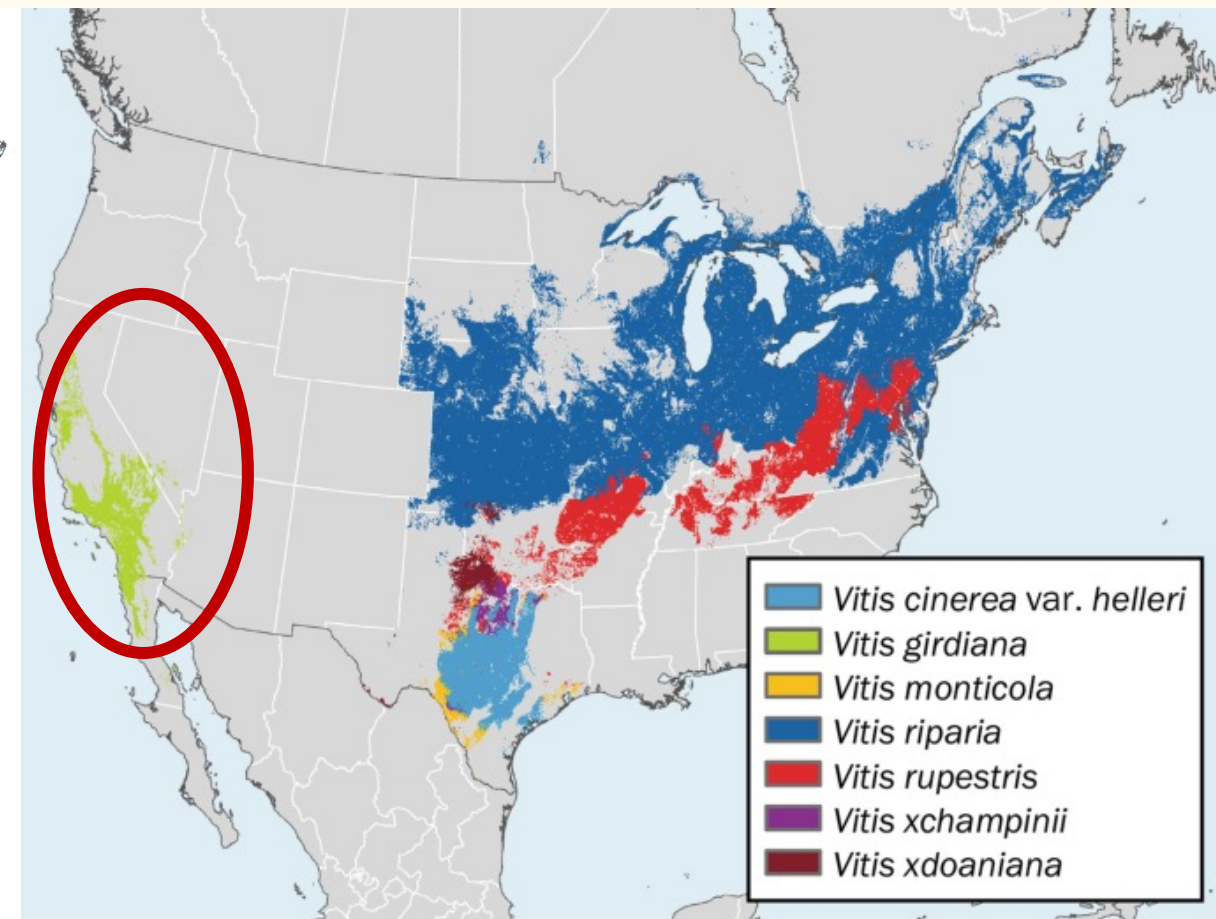 Vitis cinerea var. helleri
Vitis girdiana
Vitis monticola
Vitis riparia
Vitis rupestris
Vitis xchampinii
Vitis xdoaniana